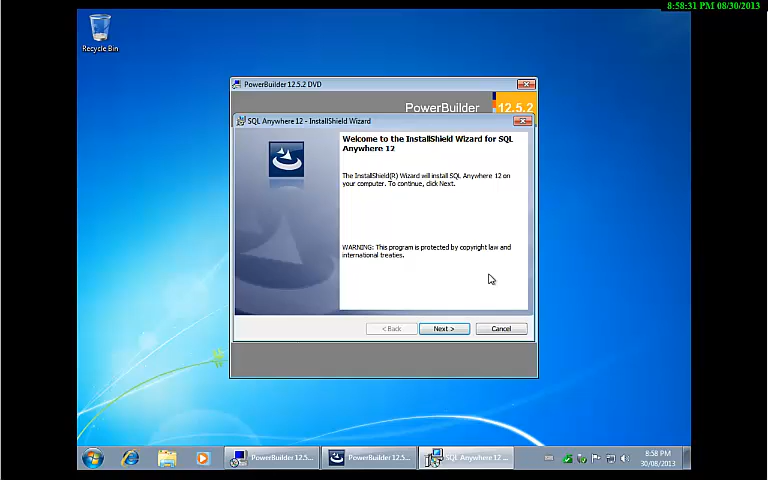 8:58:31 PM 08/30/2013
Recycle Bin
PowerBuilder 12.5.2 DVD
PowerBuilder 12.5.2
SQL Anywhere 12 - InstallShield Wizard
Welcome to the InstallShield Wizard for SQL
Anywhere 12
The InstallShield(R) Wizard will install SQL Anywhere 12 on
your computer. To continue, click Next.
WARNING: This program is protected by copyright law and
international treaties.
< Back
Next >
Cancel
PowerBuilder 12.5...
PowerBuilder 12.5...
SQL Anywhere 12 ...
8:58 PM
30/08/2013